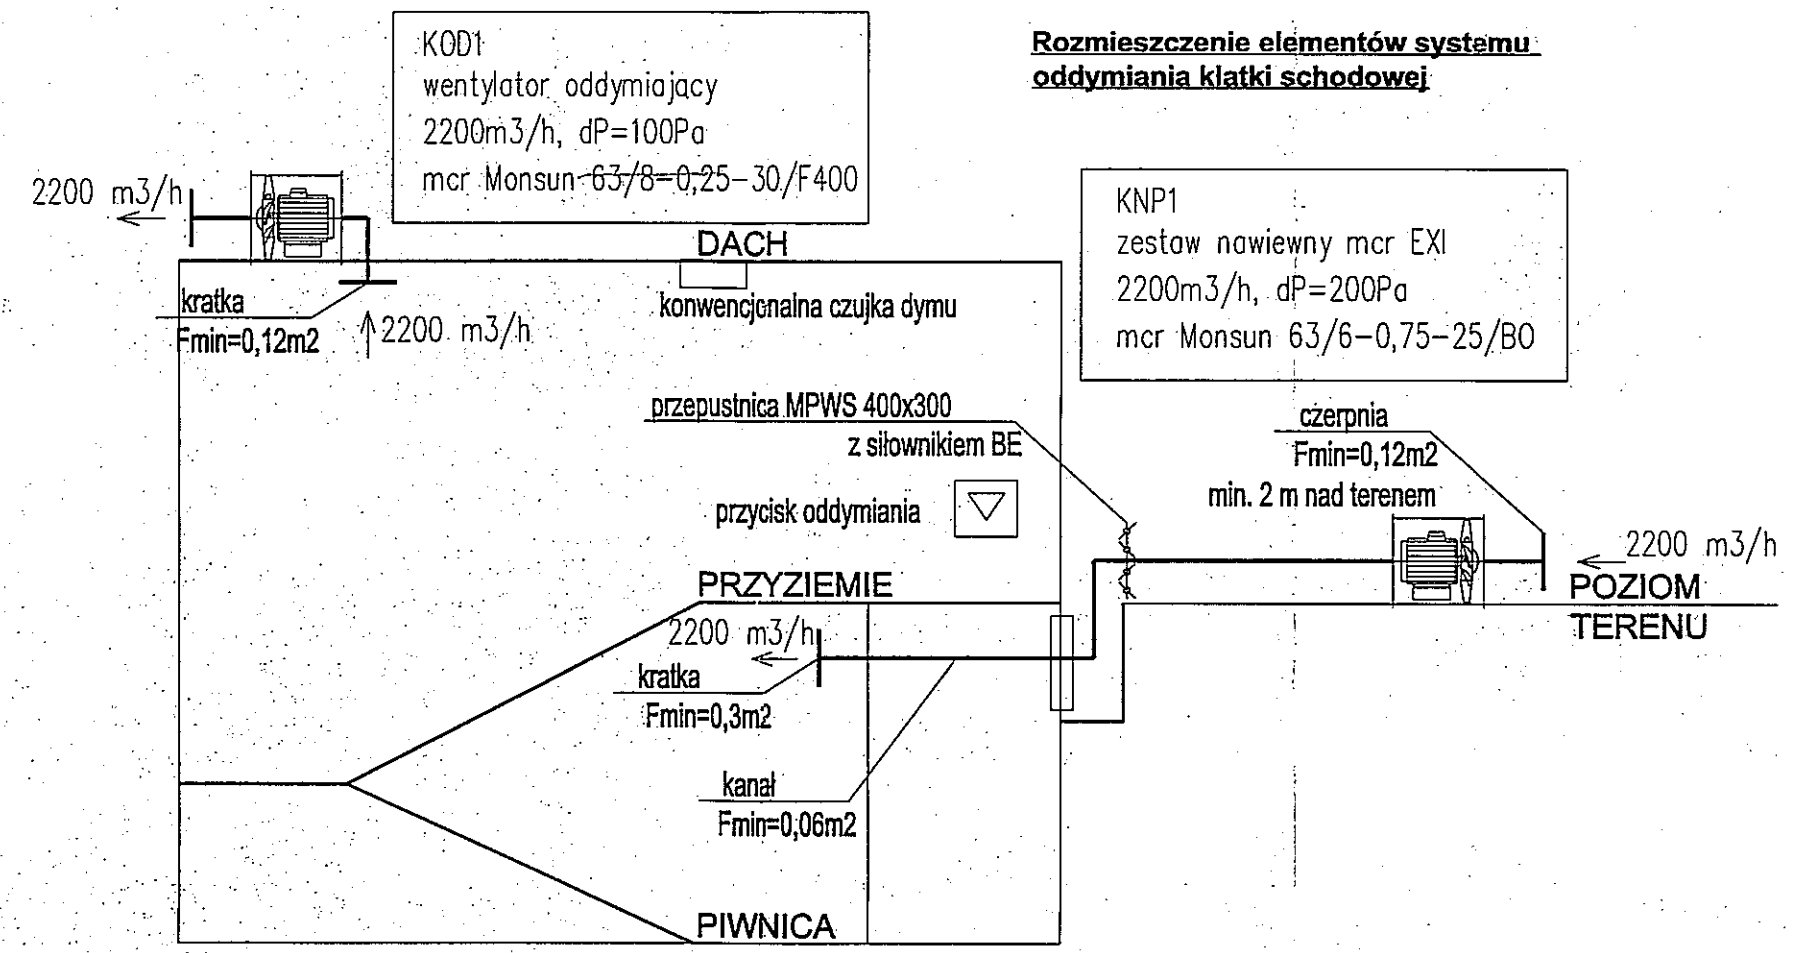 Rozmieszczenie elementów systemu
oddymiania klatki schodowej
KOD1
wentylator oddymiający
2200m3/h, dP=100Pa
mcr Monsun 63/8-0,25-30/F400
KNP1
zestaw nawiewny mcr EXI
2200m3/h, dP=200Pa
mcr Monsun 63/6-0,75-25/BO
2200 m3/h
DACH
kratka
Fmin=0,12m2
2200 m3/h
konwencjonalna czujka dymu
przepustnica MPWS 400x300
z siłownikiem BE
czerpnia
Fmin=0,12m2
min. 2 m nad terenem
przycisk oddymiania
2200 m3/h
POZIOM
TERENU
PRZYZIEMIE
2200 m3/h
kratka
Fmin=0,3m2
kanał
Fmin=0,06m2
PIWNICA